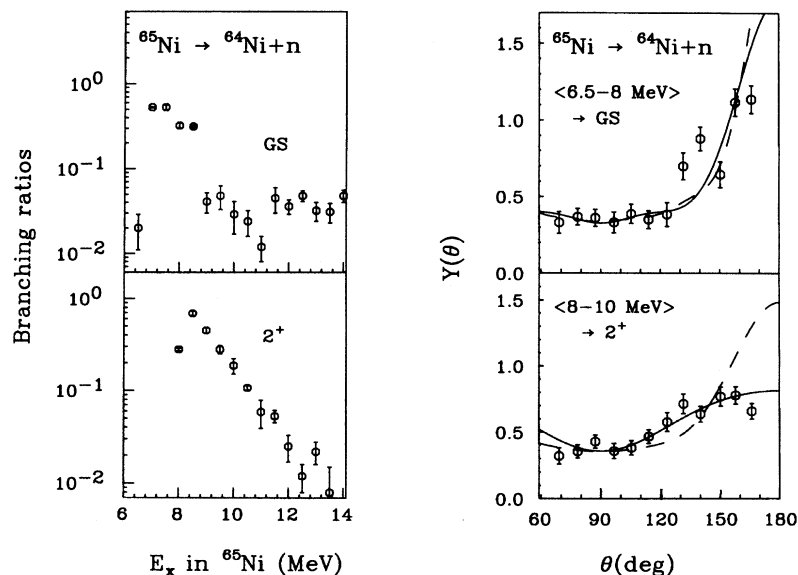 ⁶⁵Ni → ⁶⁴Ni+n
GS
10⁰
10⁻¹
10⁻²
2⁺
10⁰
10⁻¹
10⁻²
Branching ratios
6 8 10 12 14
Eₓ in ⁶⁵Ni (MeV)
⁶⁵Ni → ⁶⁴Ni+n
<6.5−8 MeV>
→ GS
1.5
1.0
0.5
0.0
<8−10 MeV>
→ 2⁺
1.5
1.0
0.5
0.0
Y(θ)
60 90 120 150 180
θ(deg)